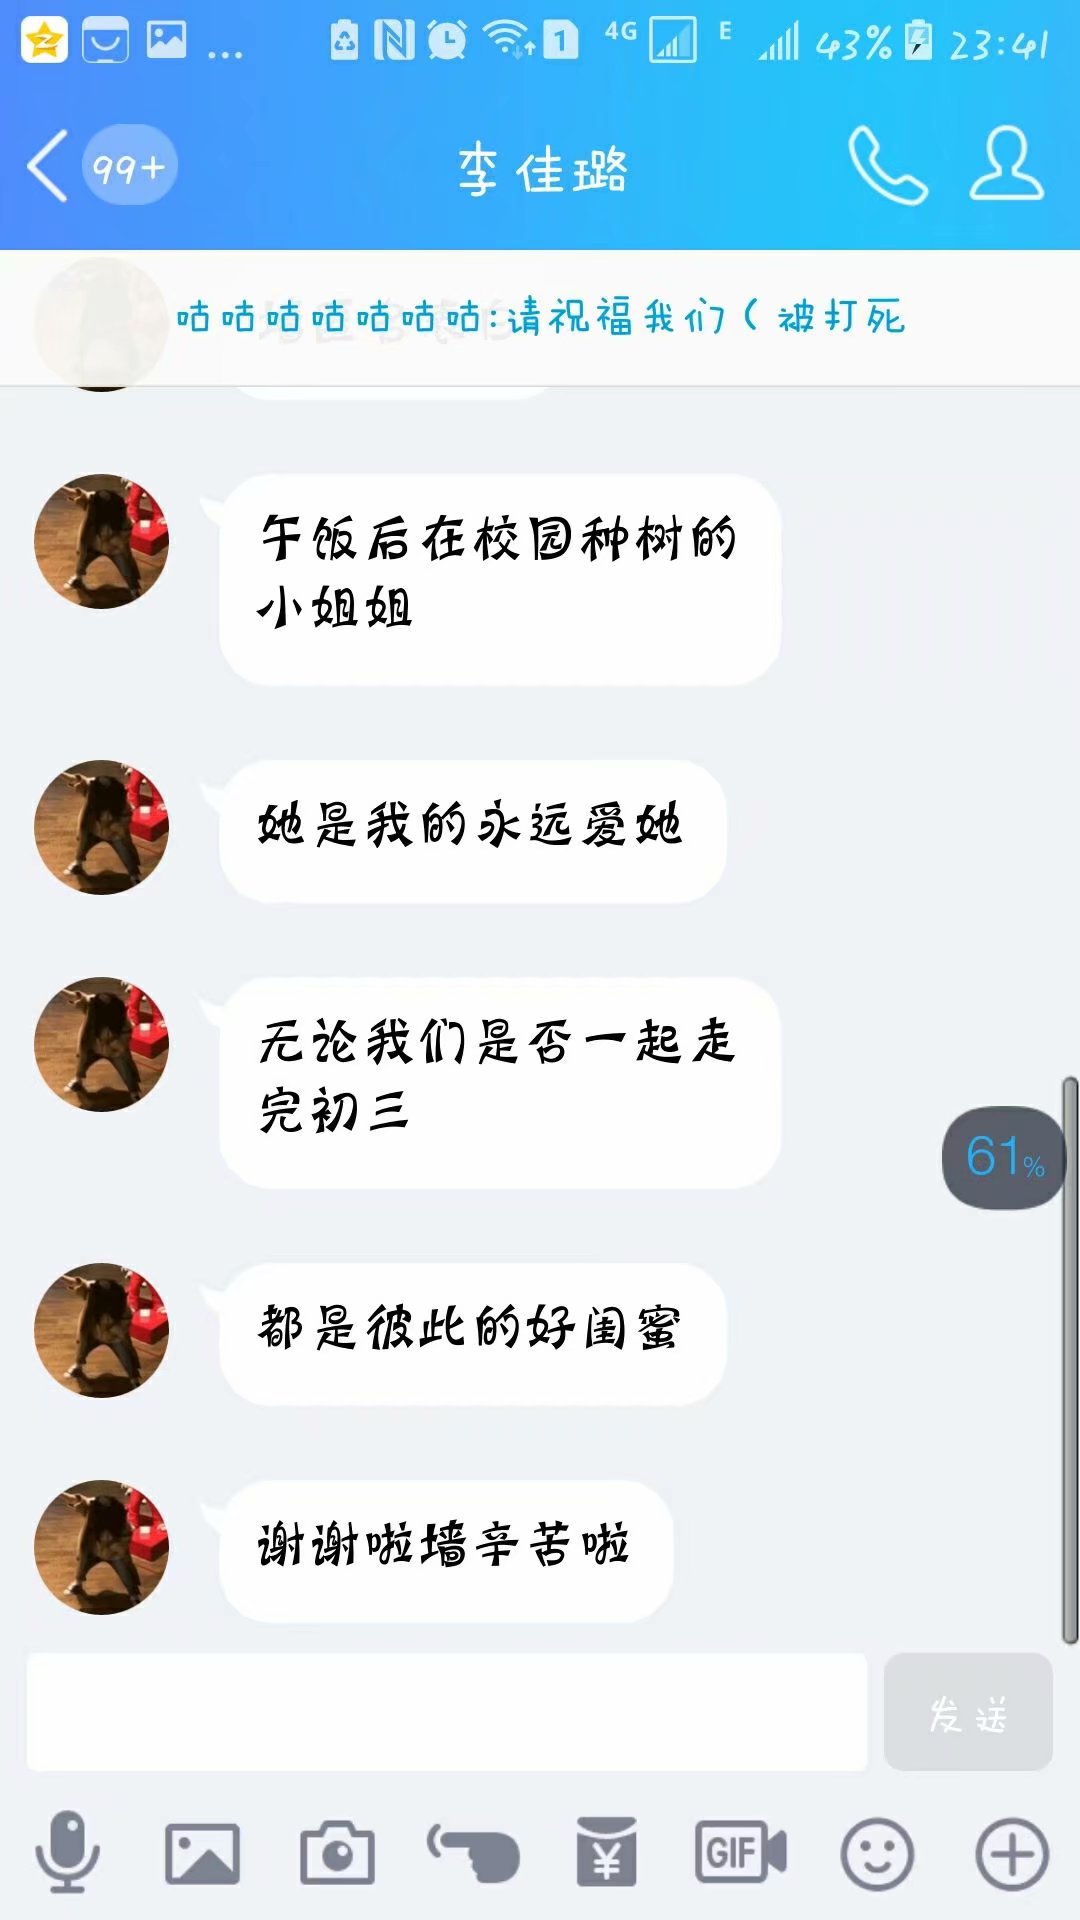 1 4G E 43% 23:41
99+ 李佳璐
咕咕咕咕咕咕咕:请祝福我们(被打死
午饭后在校园种树的
小姐姐
她是我的永远爱她
无论我们是否一起走
完初三
61%
都是彼此的好闺蜜
谢谢啦墙辛苦啦
发送
GIF